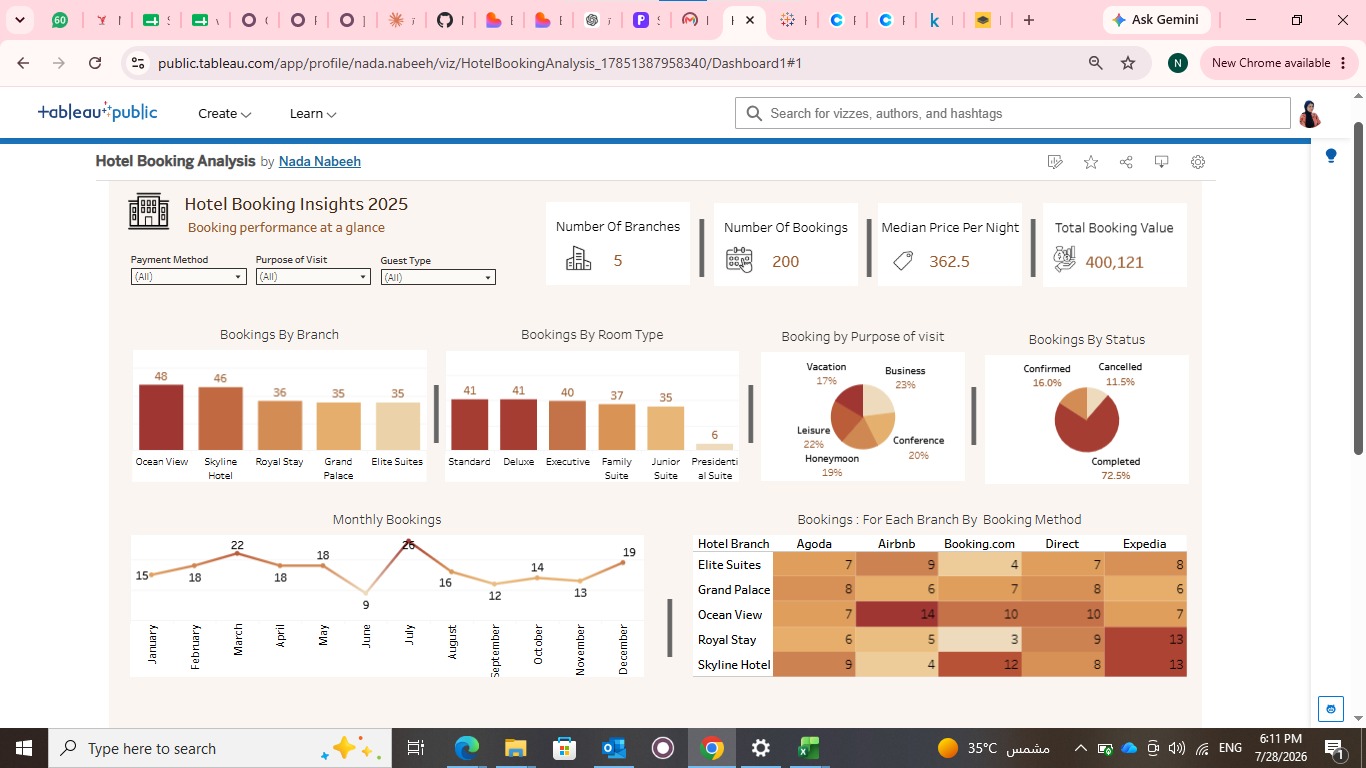 60
Ask Gemini
public.tableau.com/app/profile/nada.nabeeh/viz/HotelBookingAnalysis_17851387958340/Dashboard1#1
N
New Chrome available
+tableau+public
Create
Learn
Search for vizzes, authors, and hashtags
Hotel Booking Analysis by Nada Nabeeh
Hotel Booking Insights 2025
Booking performance at a glance
Payment Method
Purpose of Visit
Guest Type
(All)
(All)
(All)
Number Of Branches
5
Number Of Bookings
200
Median Price Per Night
362.5
Total Booking Value
400,121
Bookings By Branch
48
46
36
35
35
Ocean View
Skyline
Hotel
Royal Stay
Grand
Palace
Elite Suites
Bookings By Room Type
41
41
40
37
35
6
Standard
Deluxe
Executive
Family
Suite
Junior
Suite
Presidenti
al Suite
Booking by Purpose of visit
Vacation
17%
Business
23%
Leisure
22%
Conference
20%
Honeymoon
19%
Bookings By Status
Confirmed
16.0%
Cancelled
11.5%
Completed
72.5%
Monthly Bookings
15
18
22
18
18
9
26
16
12
14
13
19
January
February
March
April
May
June
July
August
September
October
November
December
Bookings : For Each Branch By Booking Method
Hotel Branch Agoda Airbnb Booking.com Direct Expedia
Elite Suites 7 9 4 7 8
Grand Palace 8 6 7 8 6
Ocean View 7 14 10 10 7
Royal Stay 6 5 3 9 13
Skyline Hotel 9 4 12 8 13
Type here to search
35°C مشمس
ENG
6:11 PM
7/28/2026
1